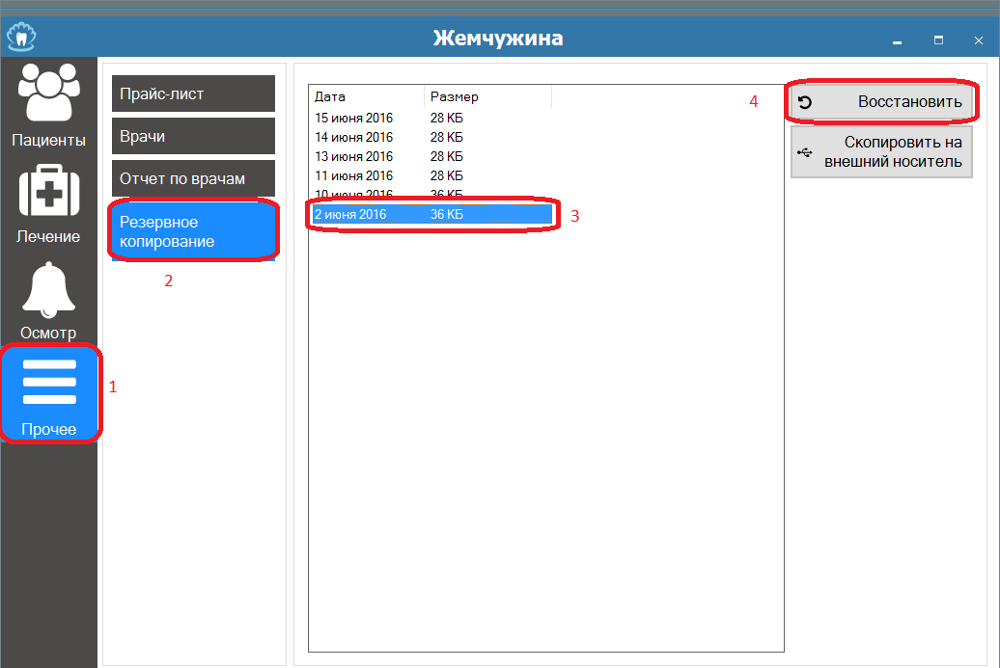 Жемчужина
Пациенты
Лечение
Осмотр
Прочее
1
Прайс-лист
Врачи
Отчет по врачам
Резервное
копирование
2
Дата Размер
15 июня 2016 28 КБ
14 июня 2016 28 КБ
13 июня 2016 28 КБ
11 июня 2016 28 КБ
10 июня 2016 36 КБ
2 июня 2016 36 КБ
3
4
Восстановить
Скопировать на
внешний носитель